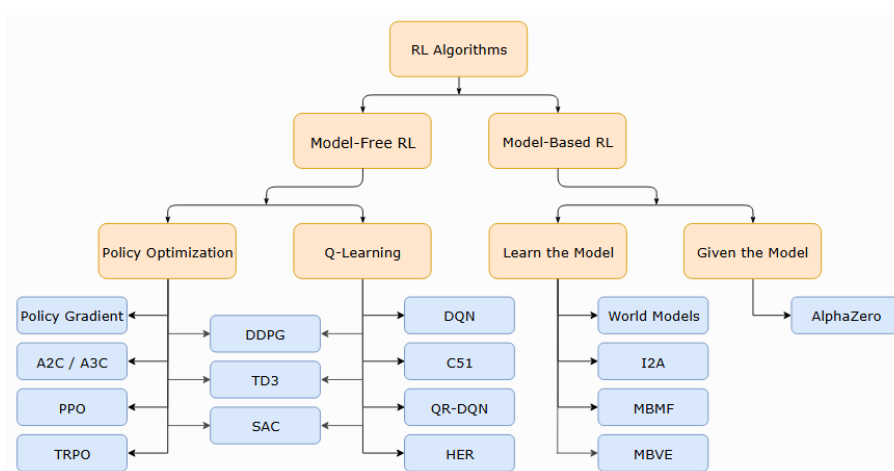 RL Algorithms
Model-Free RL
Model-Based RL
Policy Optimization
Q-Learning
Learn the Model
Given the Model
Policy Gradient
DDPG
DQN
World Models
AlphaZero
A2C / A3C
TD3
C51
I2A
PPO
SAC
QR-DQN
MBMF
TRPO
HER
MBVE